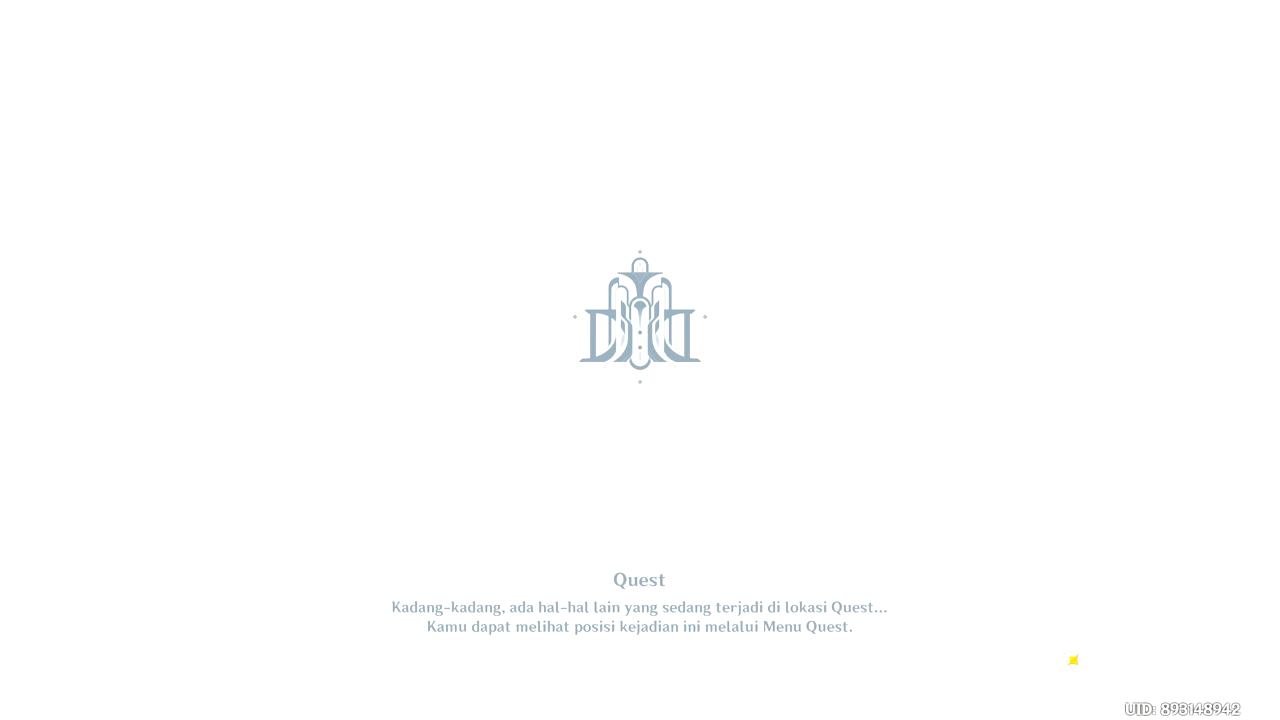 Quest
Kadang-kadang, ada hal-hal lain yang sedang terjadi di lokasi Quest...
Kamu dapat melihat posisi kejadian ini melalui Menu Quest.
UID: 893148942